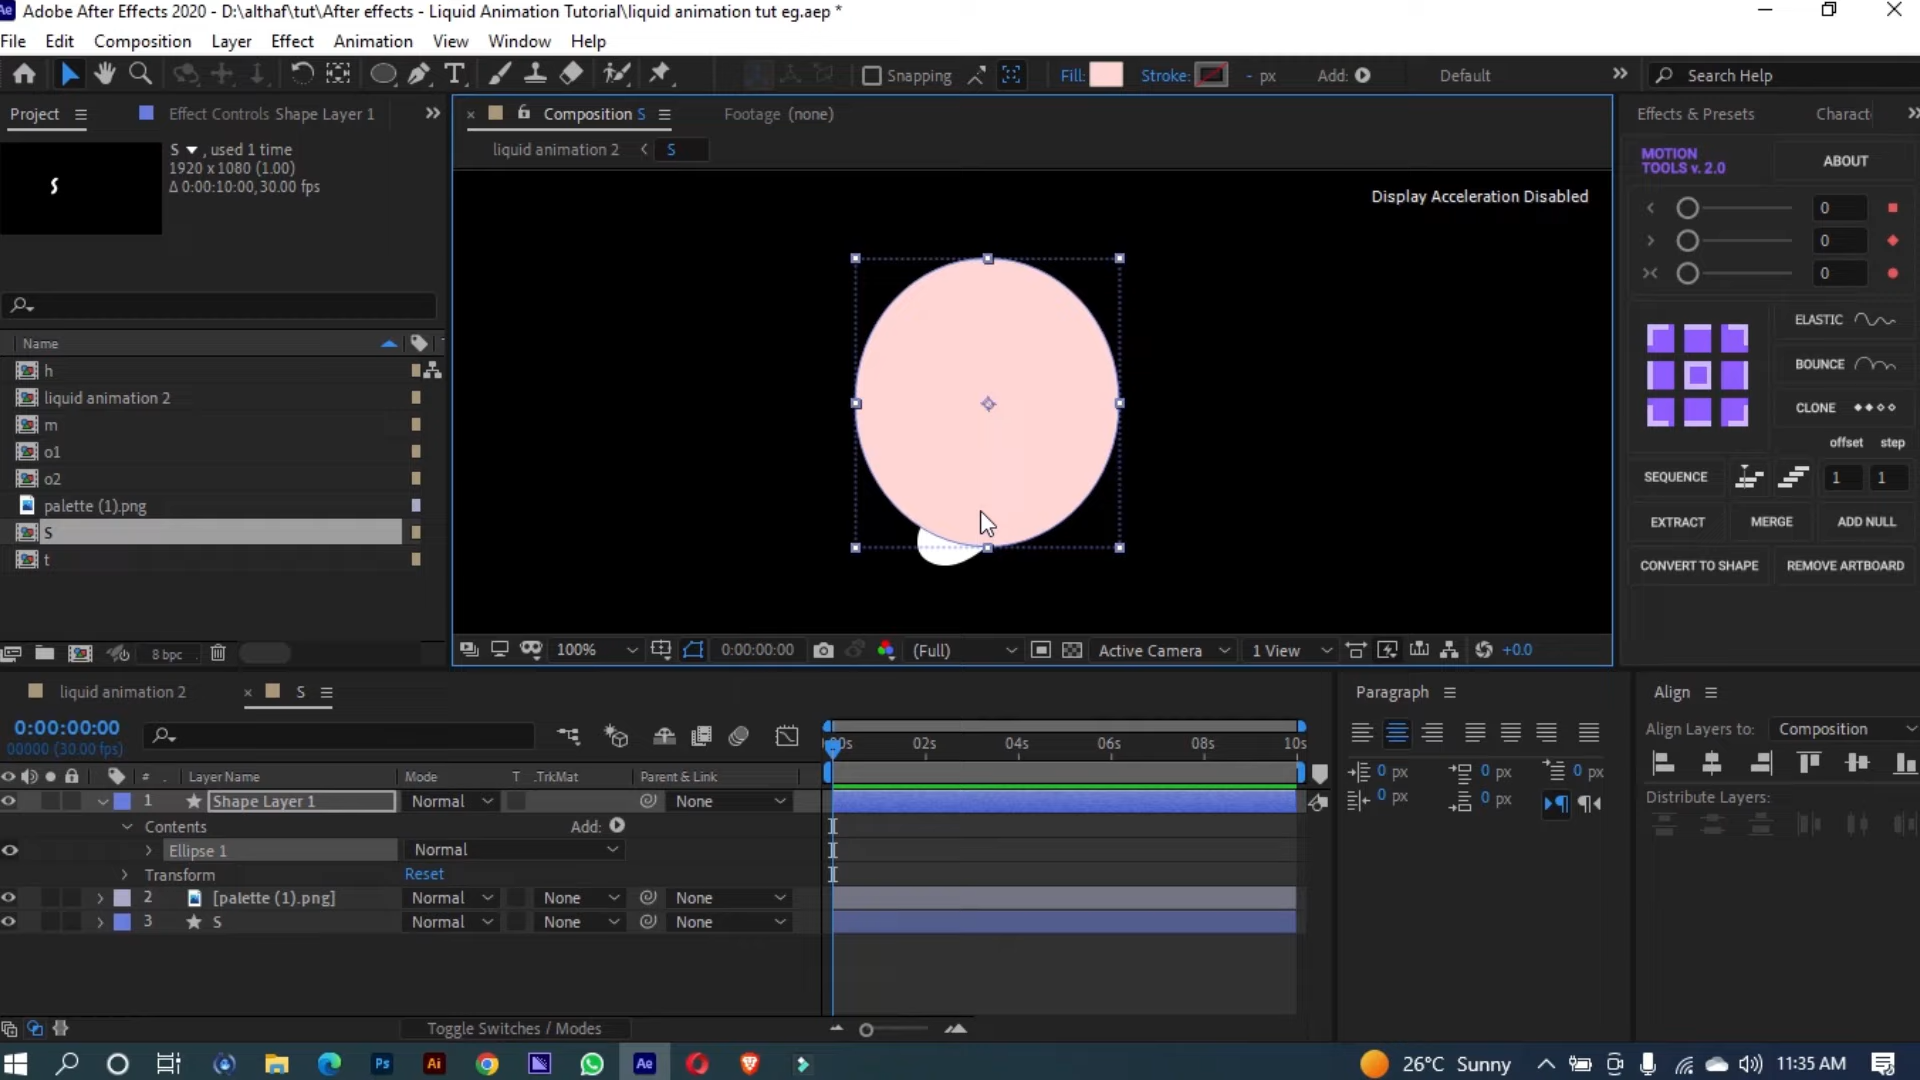 Adobe After Effects 2020 - D:\althaf\tut\After effects - Liquid Animation Tutorial\liquid animation tut eg.aep *
File Edit Composition Layer Effect Animation View Window Help
Snapping Fill: Stroke: - px Add: Default Search Help
Project Effect Controls Shape Layer 1
S , used 1 time
1920 x 1080 (1.00)
Δ 0:00:10:00, 30.00 fps
Name
h
liquid animation 2
m
o1
o2
palette (1).png
S
t
8 bpc
Composition S Footage (none)
liquid animation 2 < S
Display Acceleration Disabled
100% 0:00:00:00 (Full) Active Camera 1 View +0.0
Effects & Presets Charact
MOTION
TOOLS v. 2.0
ABOUT
0
0
0
ELASTIC
BOUNCE
CLONE
offset step
SEQUENCE 1 1
EXTRACT MERGE ADD NULL
CONVERT TO SHAPE REMOVE ARTBOARD
liquid animation 2 S
0:00:00:00
00000 (30.00 fps)
02s 04s 06s 08s 10s
# Layer Name Mode T .TrkMat Parent & Link
1 Shape Layer 1 Normal None
Contents Add:
Ellipse 1 Normal
Transform Reset
2 [palette (1).png] Normal None None
3 S Normal None None
Toggle Switches / Modes
Paragraph
0 px 0 px 0 px
0 px 0 px
Align
Align Layers to: Composition
Distribute Layers:
Ps Ai Ae 26°C Sunny 11:35 AM